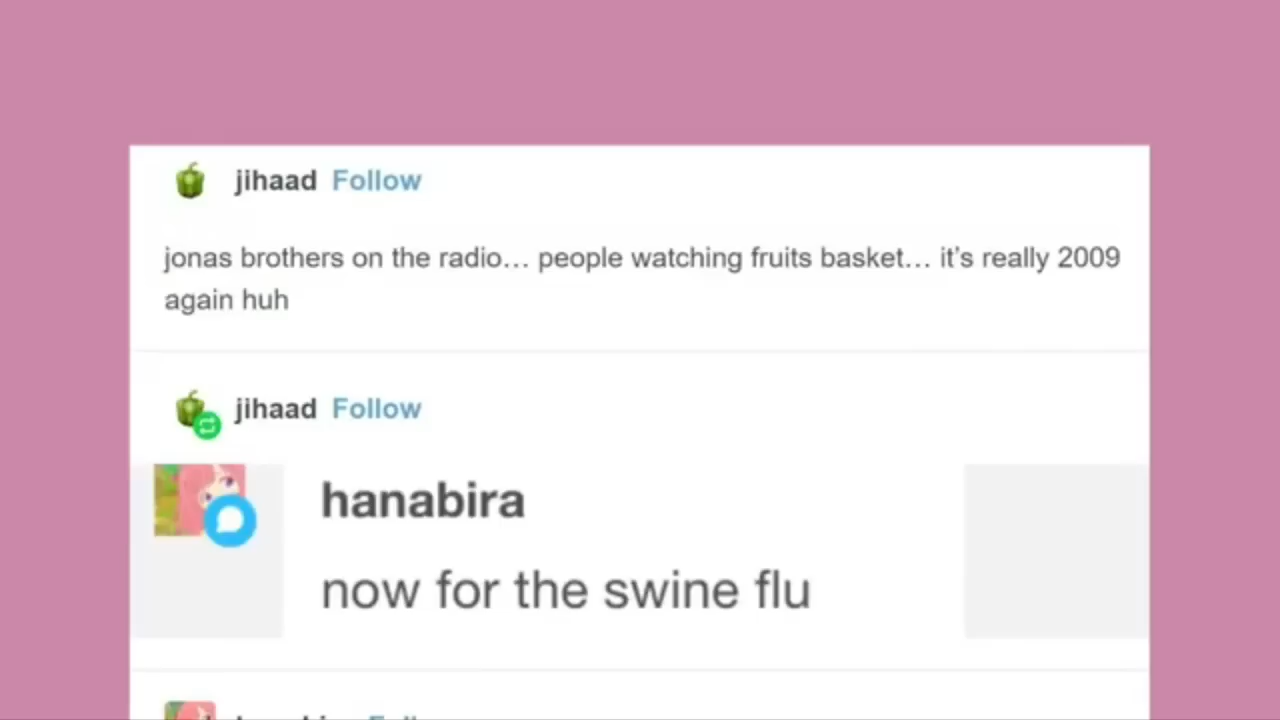 jihaad Follow
jonas brothers on the radio… people watching fruits basket… it's really 2009
again huh
jihaad Follow
hanabira
now for the swine flu